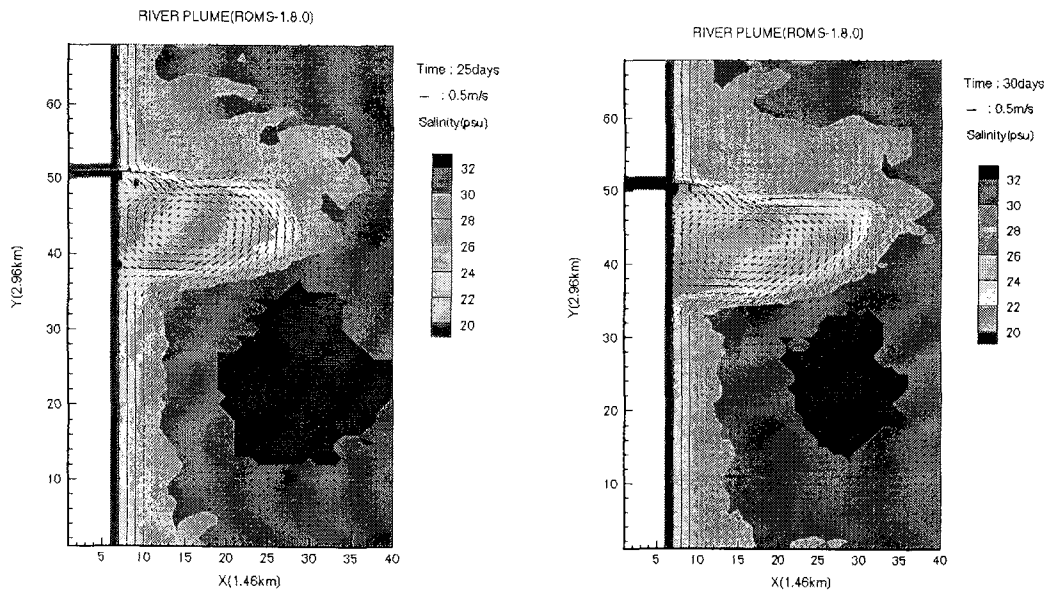 RIVER PLUME(ROMS-1.8.0)
Time : 25days
: 0.5m/s
Salinity(psu)
32
30
28
26
24
22
20
60
50
40
30
20
10
Y(2.96km)
5 10 15 20 25 30 35 40
X(1.46km)
RIVER PLUME(ROMS-1.8.0)
Time : 30days
: 0.5m/s
Salinity(psu)
32
30
28
26
24
22
20
60
50
40
30
20
10
Y(2.96km)
5 10 15 20 25 30 35 40
X(1.46km)